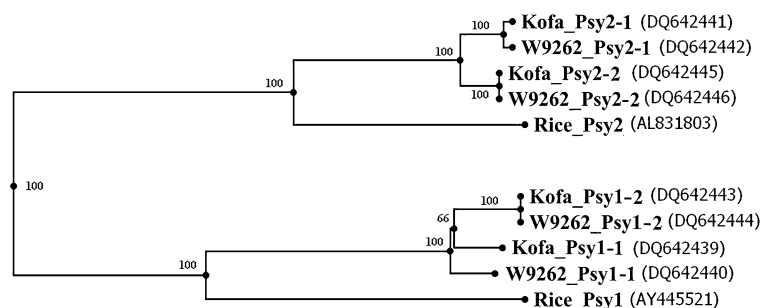 100
Kofa_Psy2-1 (DQ642441)
100
W9262_Psy2-1 (DQ642442)
Kofa_Psy2-2 (DQ642445)
100
100
W9262_Psy2-2 (DQ642446)
Rice_Psy2 (AL831803)
100
Kofa_Psy1-2 (DQ642443)
100
66
W9262_Psy1-2 (DQ642444)
100
Kofa_Psy1-1 (DQ642439)
100
W9262_Psy1-1 (DQ642440)
Rice_Psy1 (AY445521)